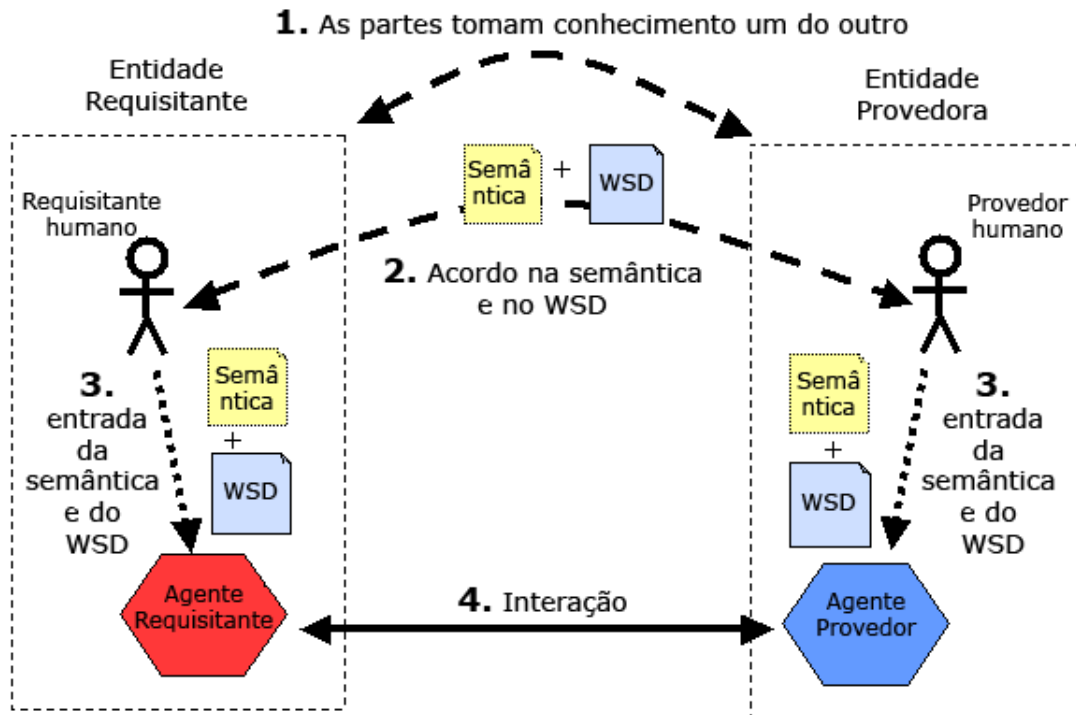 1. As partes tomam conhecimento um do outro
Entidade
Requisitante
Entidade
Provedora
Semâ
ntica
+
WSD
Requisitante
humano
Provedor
humano
2. Acordo na semântica
e no WSD
3.
entrada
da
semântica
e do
WSD
Semâ
ntica
+
WSD
Semâ
ntica
+
WSD
3.
entrada
da
semântica
e do
WSD
Agente
Requisitante
4. Interação
Agente
Provedor